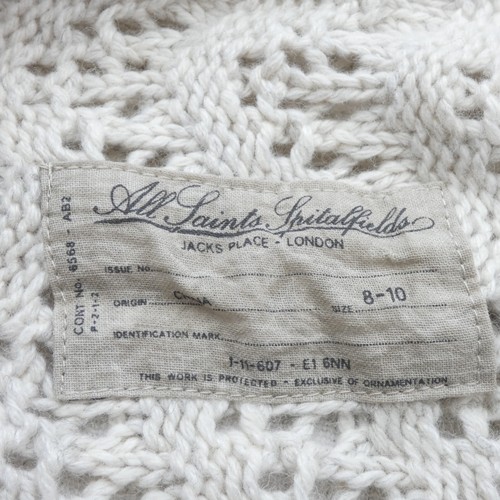 All Saints Spitalfields
JACKS PLACE - LONDON
ISSUE No.
ORIGIN SIZE 8-10
IDENTIFICATION MARK
1-11-607 - E1 6NN
THIS WORK IS PROTECTED - EXCLUSIVE OF ORNAMENTATION
CONT No. 6568 - AB2
P-2-1-2